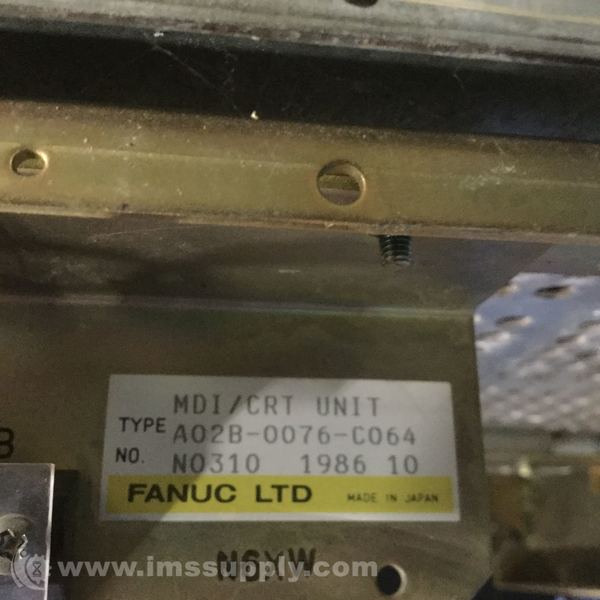 MDI/CRT UNIT
TYPE A02B-0076-C064
NO. N0310 1986 10
FANUC LTD MADE IN JAPAN
B
N6XW
www.imssupply.com